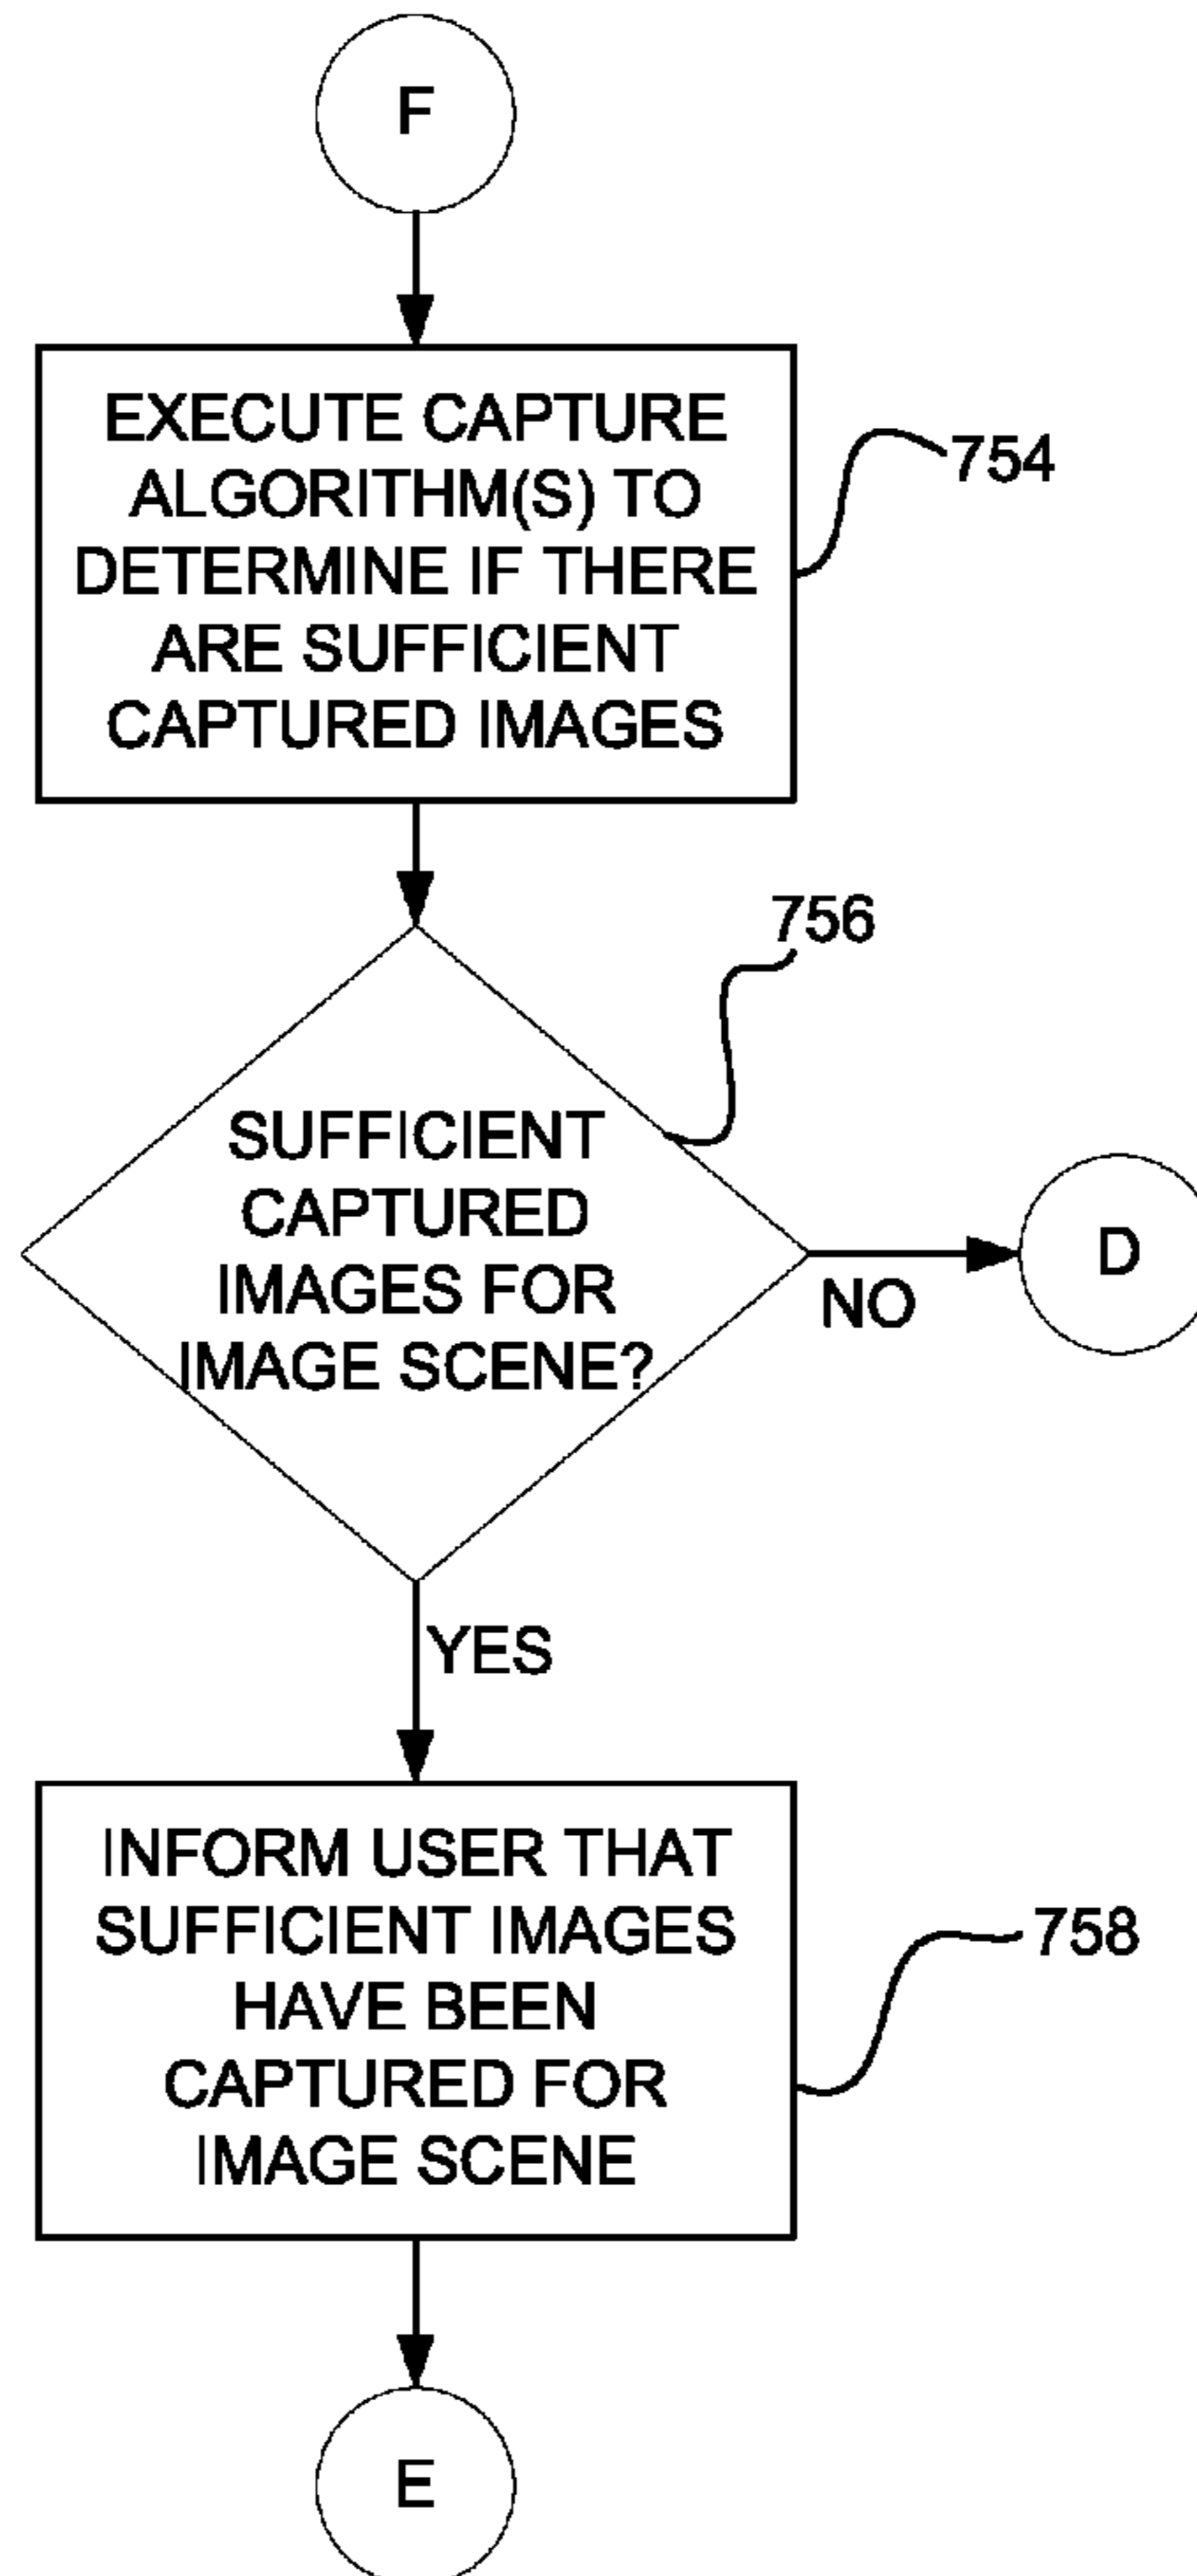 F
EXECUTE CAPTURE
ALGORITHM(S) TO
DETERMINE IF THERE
ARE SUFFICIENT
CAPTURED IMAGES
754
756
SUFFICIENT
CAPTURED
IMAGES FOR
IMAGE SCENE?
NO
D
YES
INFORM USER THAT
SUFFICIENT IMAGES
HAVE BEEN
CAPTURED FOR
IMAGE SCENE
758
E